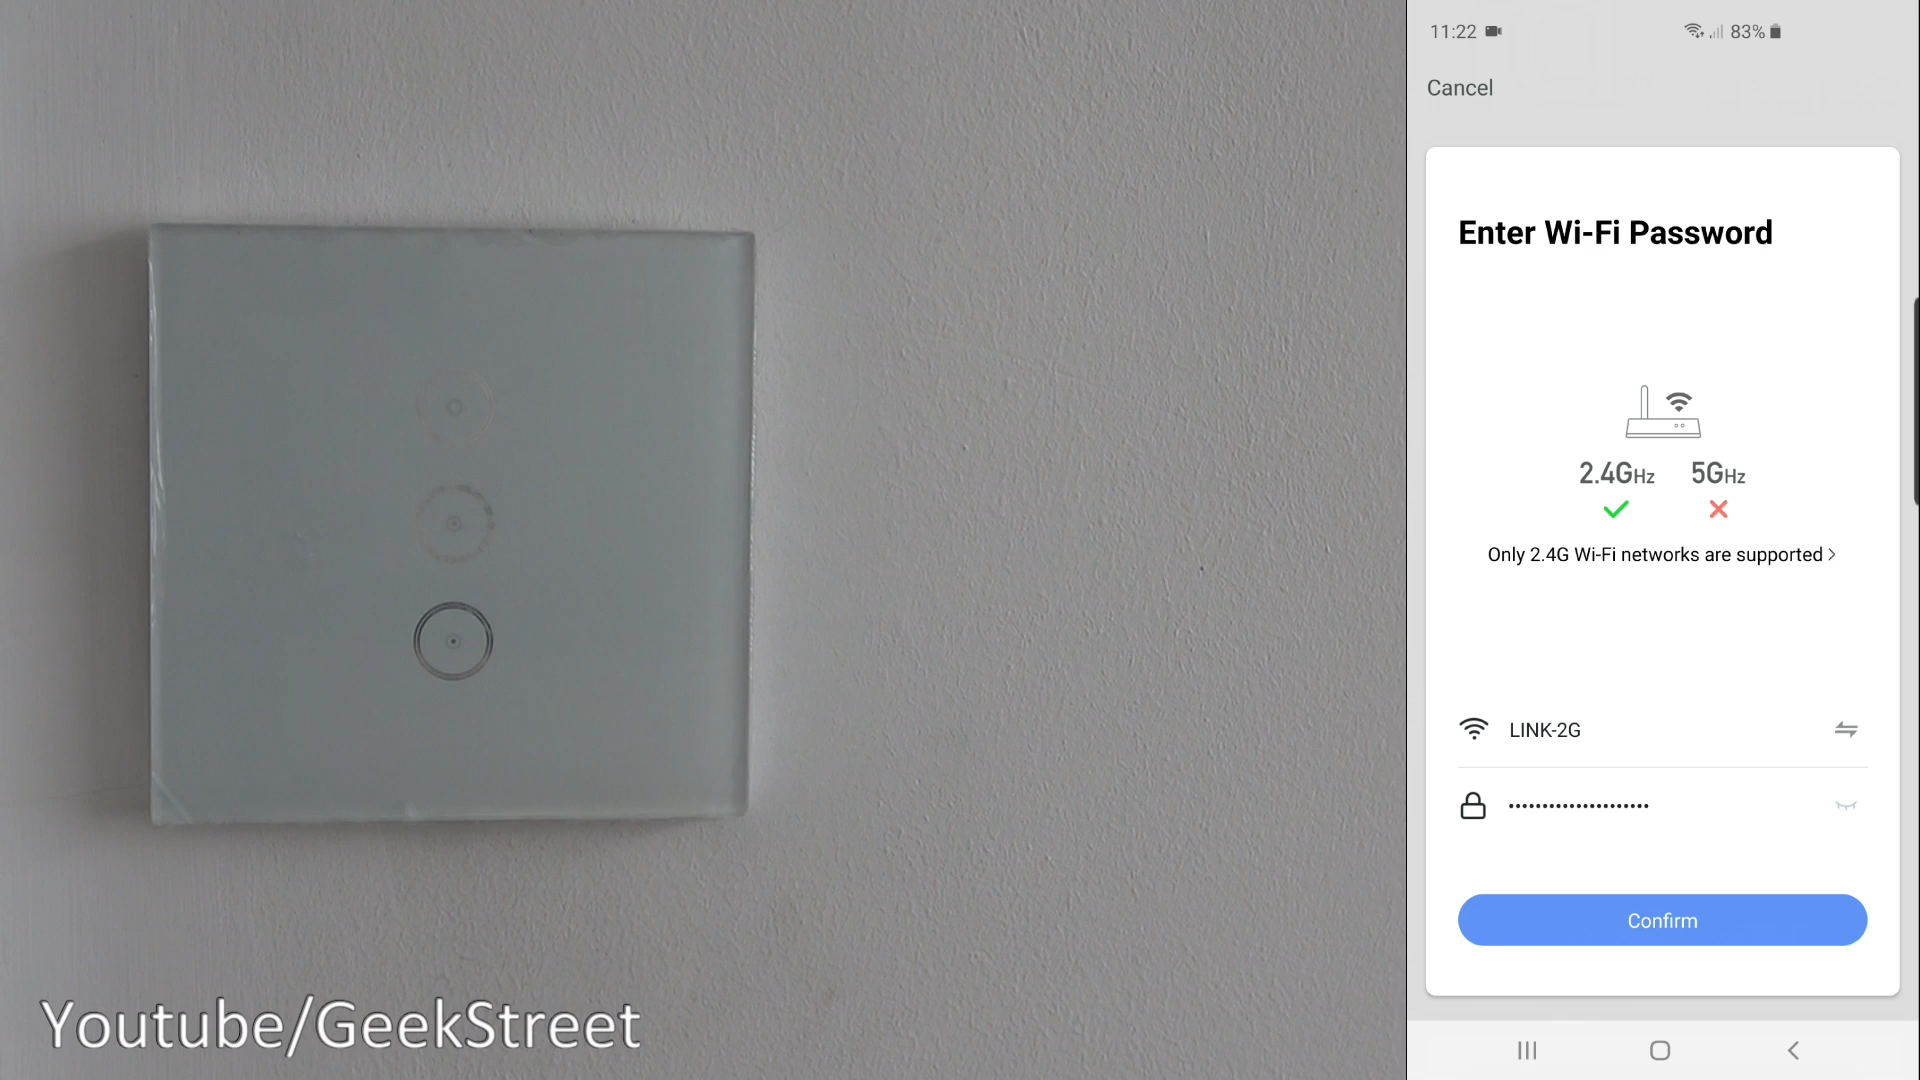 11:22
83%
Cancel
Enter Wi-Fi Password
2.4GHz 5GHz
Only 2.4G Wi-Fi networks are supported >
LINK-2G
•••••••••••••••••••••
Confirm
Youtube/GeekStreet